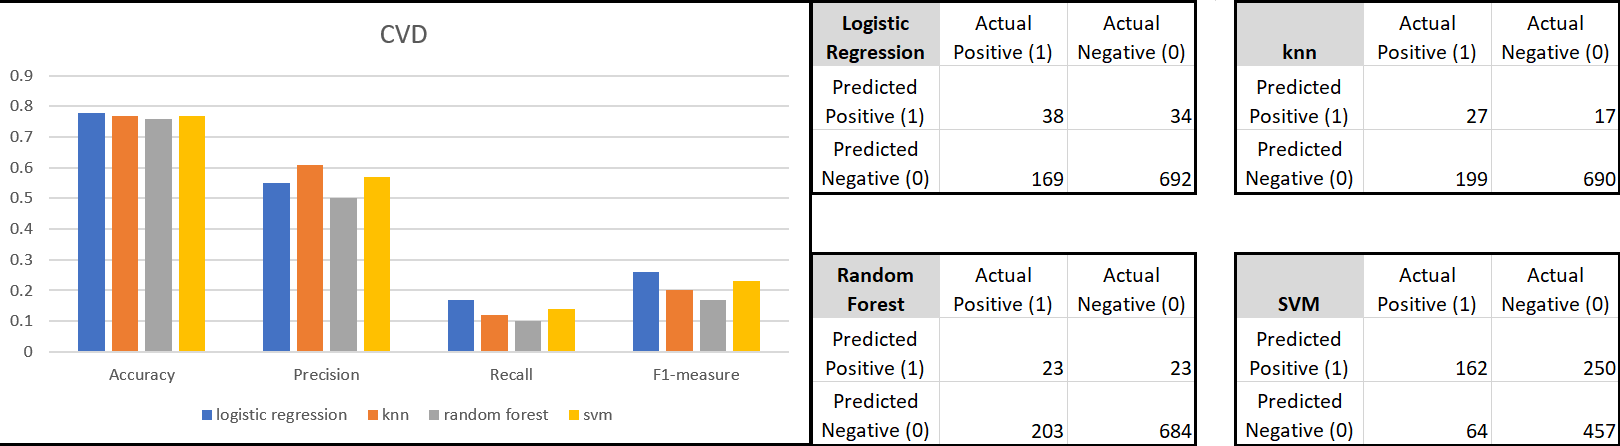 CVD
0.9
0.8
0.7
0.6
0.5
0.4
0.3
0.2
0.1
0
Accuracy Precision Recall F1-measure
logistic regression knn random forest svm
Logistic Regression Actual Positive (1) Actual Negative (0)
Predicted Positive (1) 38 34
Predicted Negative (0) 169 692
knn Actual Positive (1) Actual Negative (0)
Predicted Positive (1) 27 17
Predicted Negative (0) 199 690
Random Forest Actual Positive (1) Actual Negative (0)
Predicted Positive (1) 23 23
Predicted Negative (0) 203 684
SVM Actual Positive (1) Actual Negative (0)
Predicted Positive (1) 162 250
Predicted Negative (0) 64 457